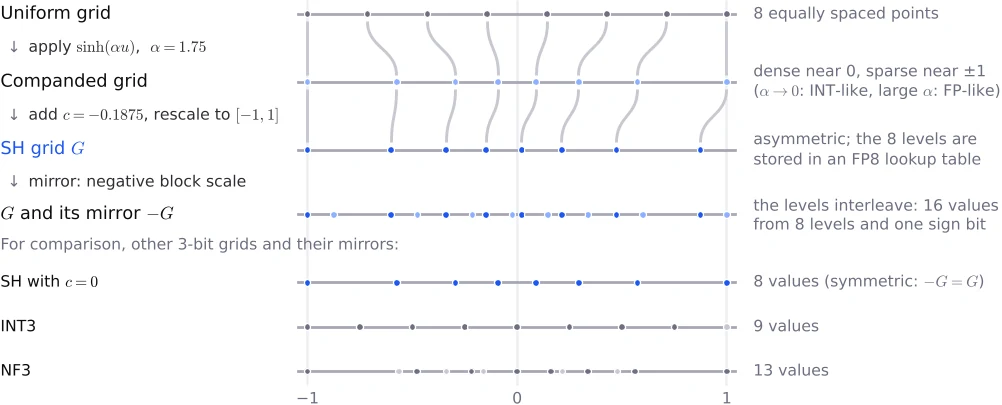 Uniform grid
8 equally spaced points
↓ apply sinh(αu), α = 1.75
Companded grid
dense near 0, sparse near ±1
(α→0: INT-like, large α: FP-like)
↓ add c = −0.1875, rescale to [−1, 1]
SH grid G
asymmetric; the 8 levels are
stored in an FP8 lookup table
↓ mirror: negative block scale
G and its mirror −G
the levels interleave: 16 values
from 8 levels and one sign bit
For comparison, other 3-bit grids and their mirrors:
SH with c = 0
8 values (symmetric: −G = G)
INT3
9 values
NF3
13 values
−1 0 1